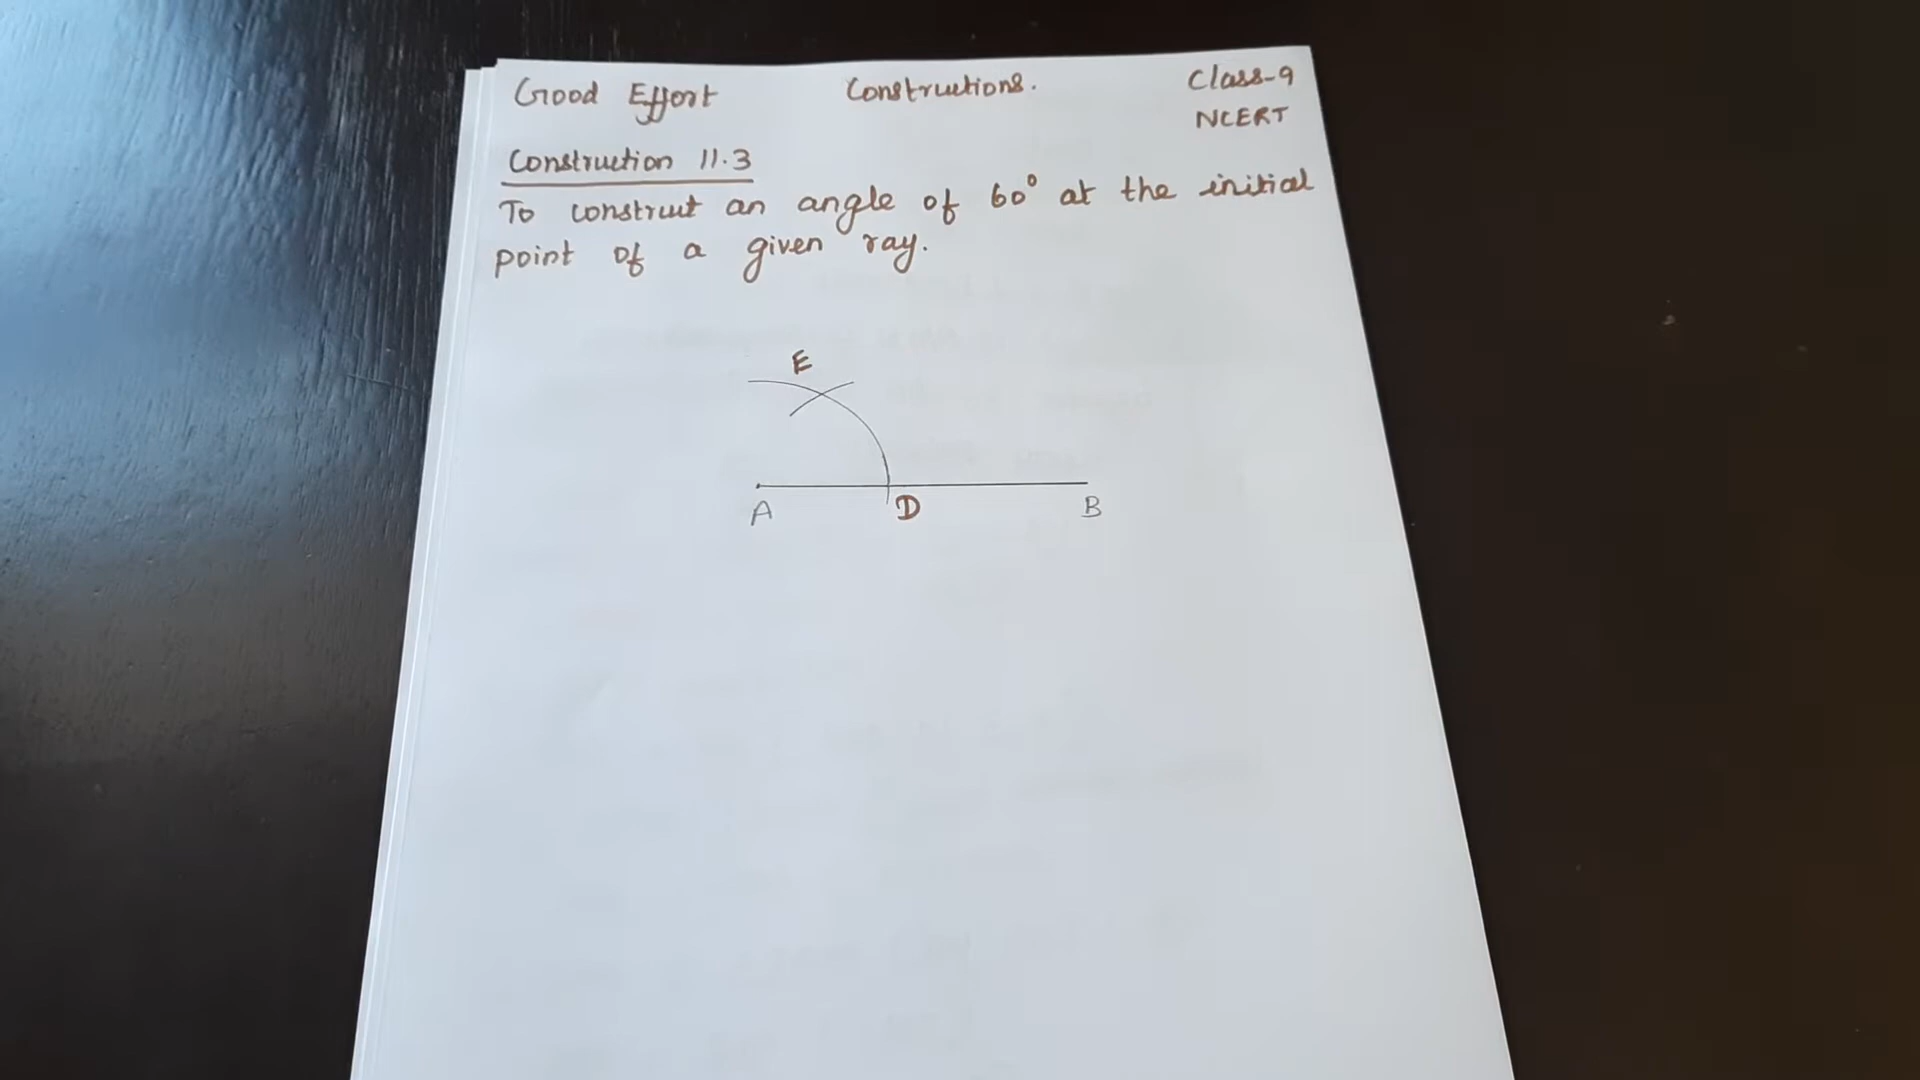 Good Effort Constructions. Class-9
NCERT
Construction 11.3
To construct an angle of 60° at the initial
point of a given ray.
E
A D B